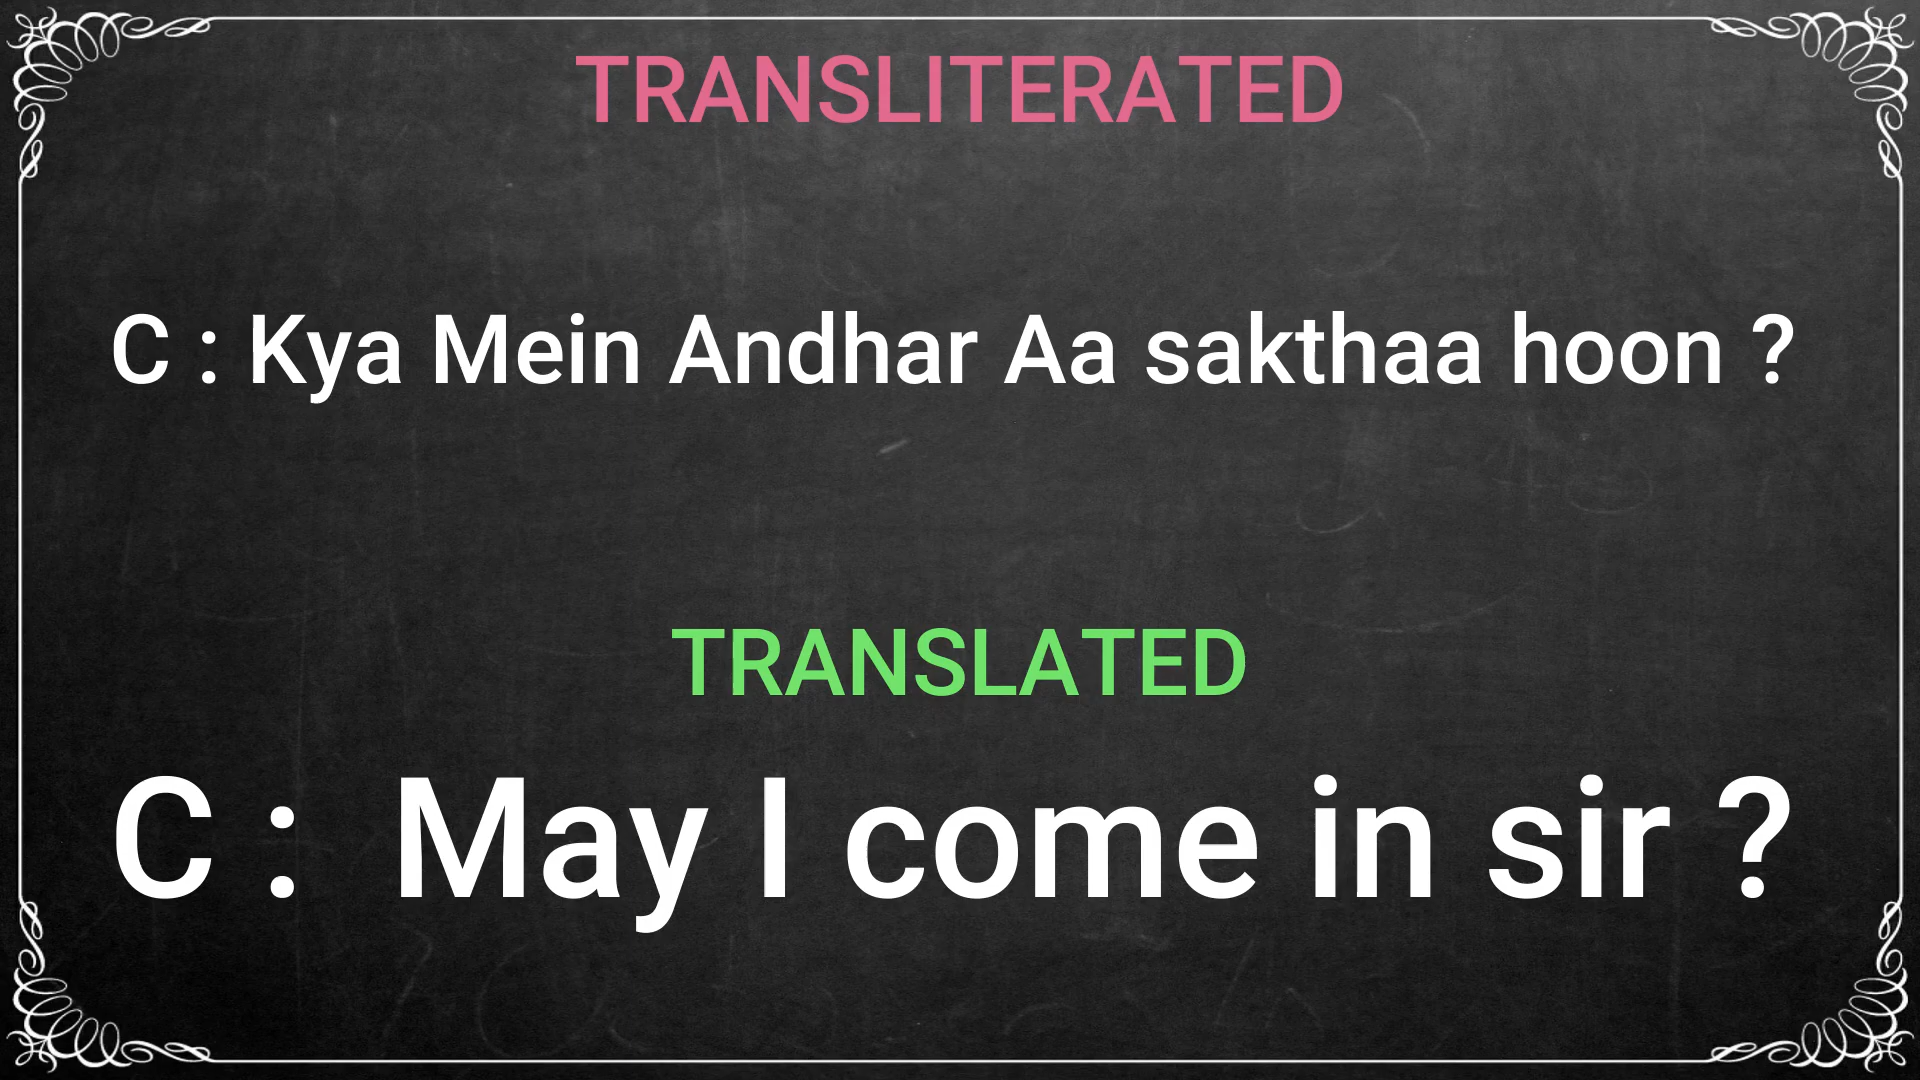 TRANSLITERATED
C : Kya Mein Andhar Aa sakthaa hoon ?
TRANSLATED
C : May I come in sir ?